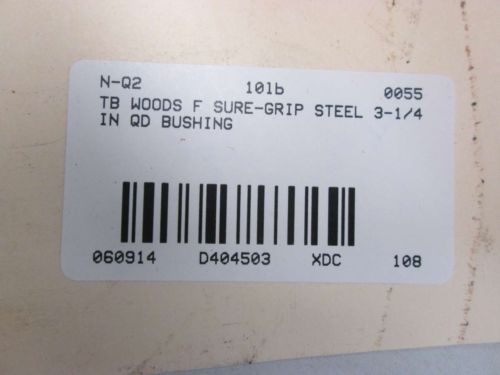 N-Q2 10lb 0055
TB WOODS F SURE-GRIP STEEL 3-1/4
IN QD BUSHING
060914 D404503 XDC 108